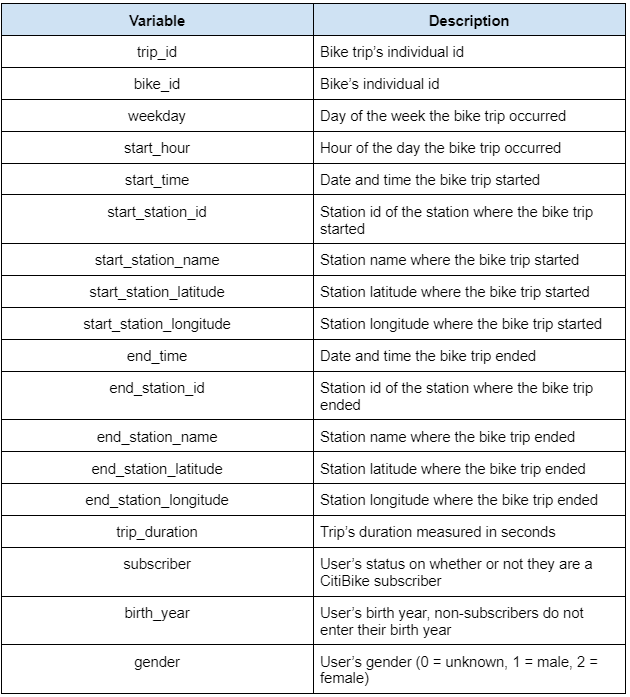 Variable Description
trip_id Bike trip's individual id
bike_id Bike's individual id
weekday Day of the week the bike trip occurred
start_hour Hour of the day the bike trip occurred
start_time Date and time the bike trip started
start_station_id Station id of the station where the bike trip
started
start_station_name Station name where the bike trip started
start_station_latitude Station latitude where the bike trip started
start_station_longitude Station longitude where the bike trip started
end_time Date and time the bike trip ended
end_station_id Station id of the station where the bike trip
ended
end_station_name Station name where the bike trip ended
end_station_latitude Station latitude where the bike trip ended
end_station_longitude Station longitude where the bike trip ended
trip_duration Trip's duration measured in seconds
subscriber User's status on whether or not they are a
CitiBike subscriber
birth_year User's birth year, non-subscribers do not
enter their birth year
gender User's gender (0 = unknown, 1 = male, 2 =
female)